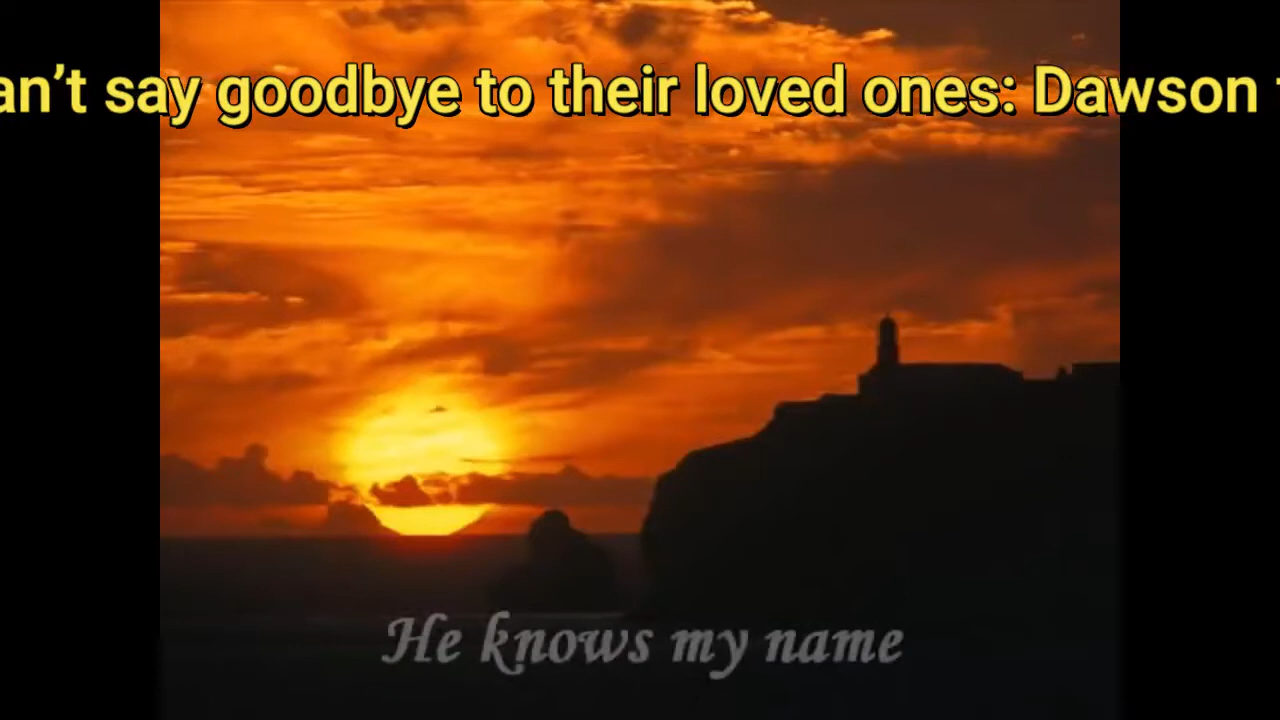 an’t say goodbye to their loved ones: Dawson
He knows my name